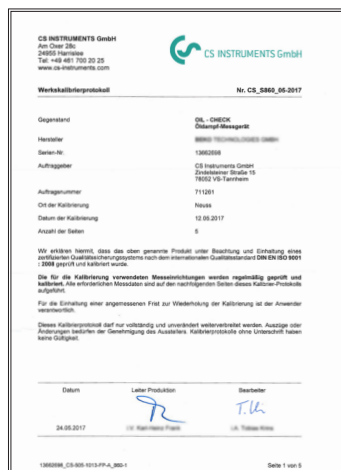 CS INSTRUMENTS GmbH
Am Oxer 28c
24955 Harrislee
Tel: +49 461 700 20 25
www.cs-instruments.com
CS INSTRUMENTS GmbH
Werkskalibrierprotokoll Nr. CS_S860_05-2017
Gegenstand OIL - CHECK
Öldampf-Messgerät
Hersteller
Serien-Nr. 13662698
Auftraggeber CS Instruments GmbH
Zindelsteiner Straße 15
78052 VS-Tannheim
Auftragsnummer 711261
Ort der Kalibrierung Neuss
Datum der Kalibrierung 12.05.2017
Anzahl der Seiten 5
Wir erklären hiermit, dass das oben genannte Produkt unter Beachtung und Einhaltung eines
zertifizierten Qualitätssicherungssystems nach dem internationalen Qualitätsstandard DIN EN ISO 9001
: 2008 geprüft und kalibriert wurde.
Die für die Kalibrierung verwendeten Messeinrichtungen werden regelmäßig geprüft und
kalibriert. Alle erforderlichen Messdaten sind auf den nachfolgenden Seiten dieses Kalibrier-Protokolls
aufgeführt.
Für die Einhaltung einer angemessenen Frist zur Wiederholung der Kalibrierung ist der Anwender
verantwortlich.
Dieses Kalibrierprotokoll darf nur vollständig und unverändert weiterverbreitet werden. Auszüge oder
Änderungen bedürfen der Genehmigung des Ausstellers. Kalibrierprotokolle ohne Unterschrift haben
keine Gültigkeit.
Datum Leiter Produktion Bearbeiter
24.05.2017
13662698_CS-505-1013-FP-A_860-1 Seite 1 von 5